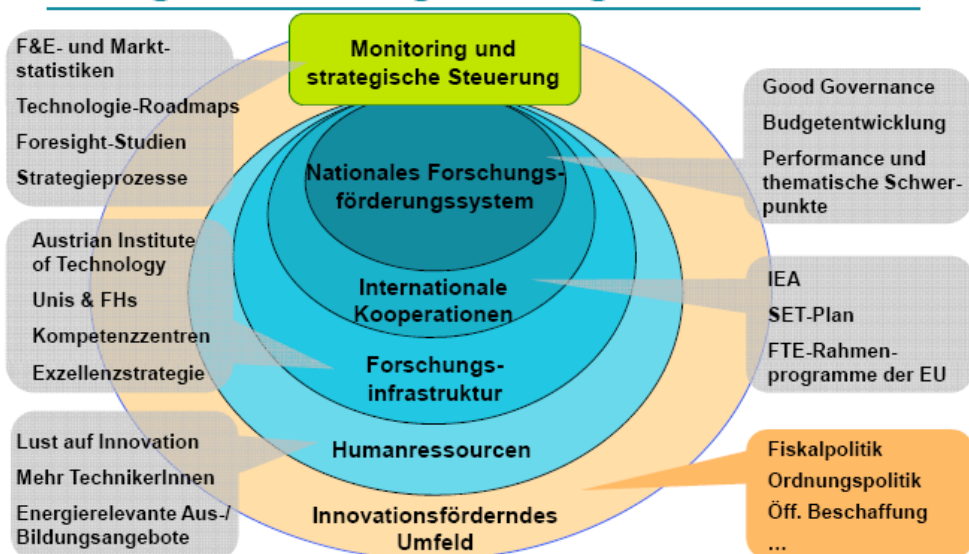 Monitoring und
strategische Steuerung
F&E- und Markt-
statistiken
Technologie-Roadmaps
Foresight-Studien
Strategieprozesse
Good Governance
Budgetentwicklung
Performance und
thematische Schwer-
punkte
Nationales Forschungs-
förderungssystem
Austrian Institute
of Technology
Unis & FHs
Kompetenzzentren
Exzellenzstrategie
Internationale
Kooperationen
IEA
SET-Plan
FTE-Rahmen-
programme der EU
Forschungs-
infrastruktur
Lust auf Innovation
Mehr TechnikerInnen
Energierelevante Aus-/
Bildungsangebote
Humanressourcen
Fiskalpolitik
Ordnungspolitik
Öff. Beschaffung
...
Innovationsförderndes
Umfeld